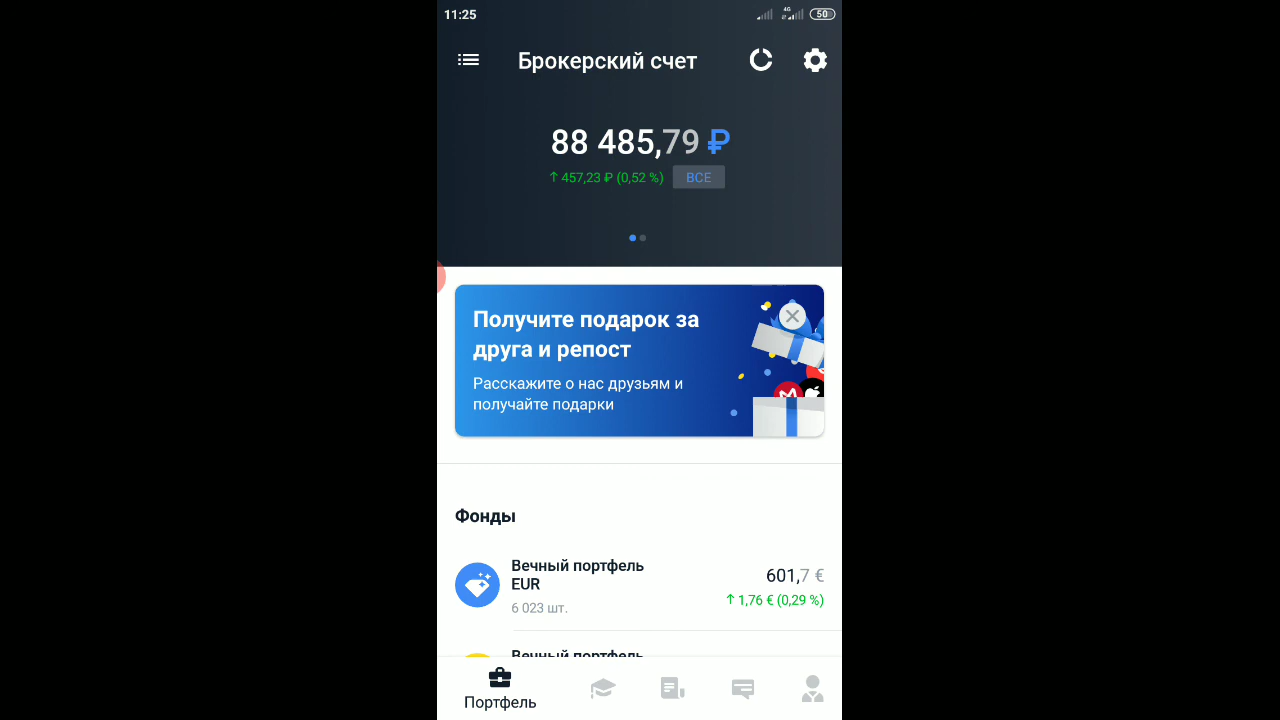 11:25
4G
50
Брокерский счет
88 485,79 ₽
↑ 457,23 ₽ (0,52 %) ВСЁ
Получите подарок за
друга и репост
Расскажите о нас друзьям и
получайте подарки
Фонды
Вечный портфель
EUR
601,7 €
6 023 шт.
↑ 1,76 € (0,29 %)
Вечный портфель
Портфель